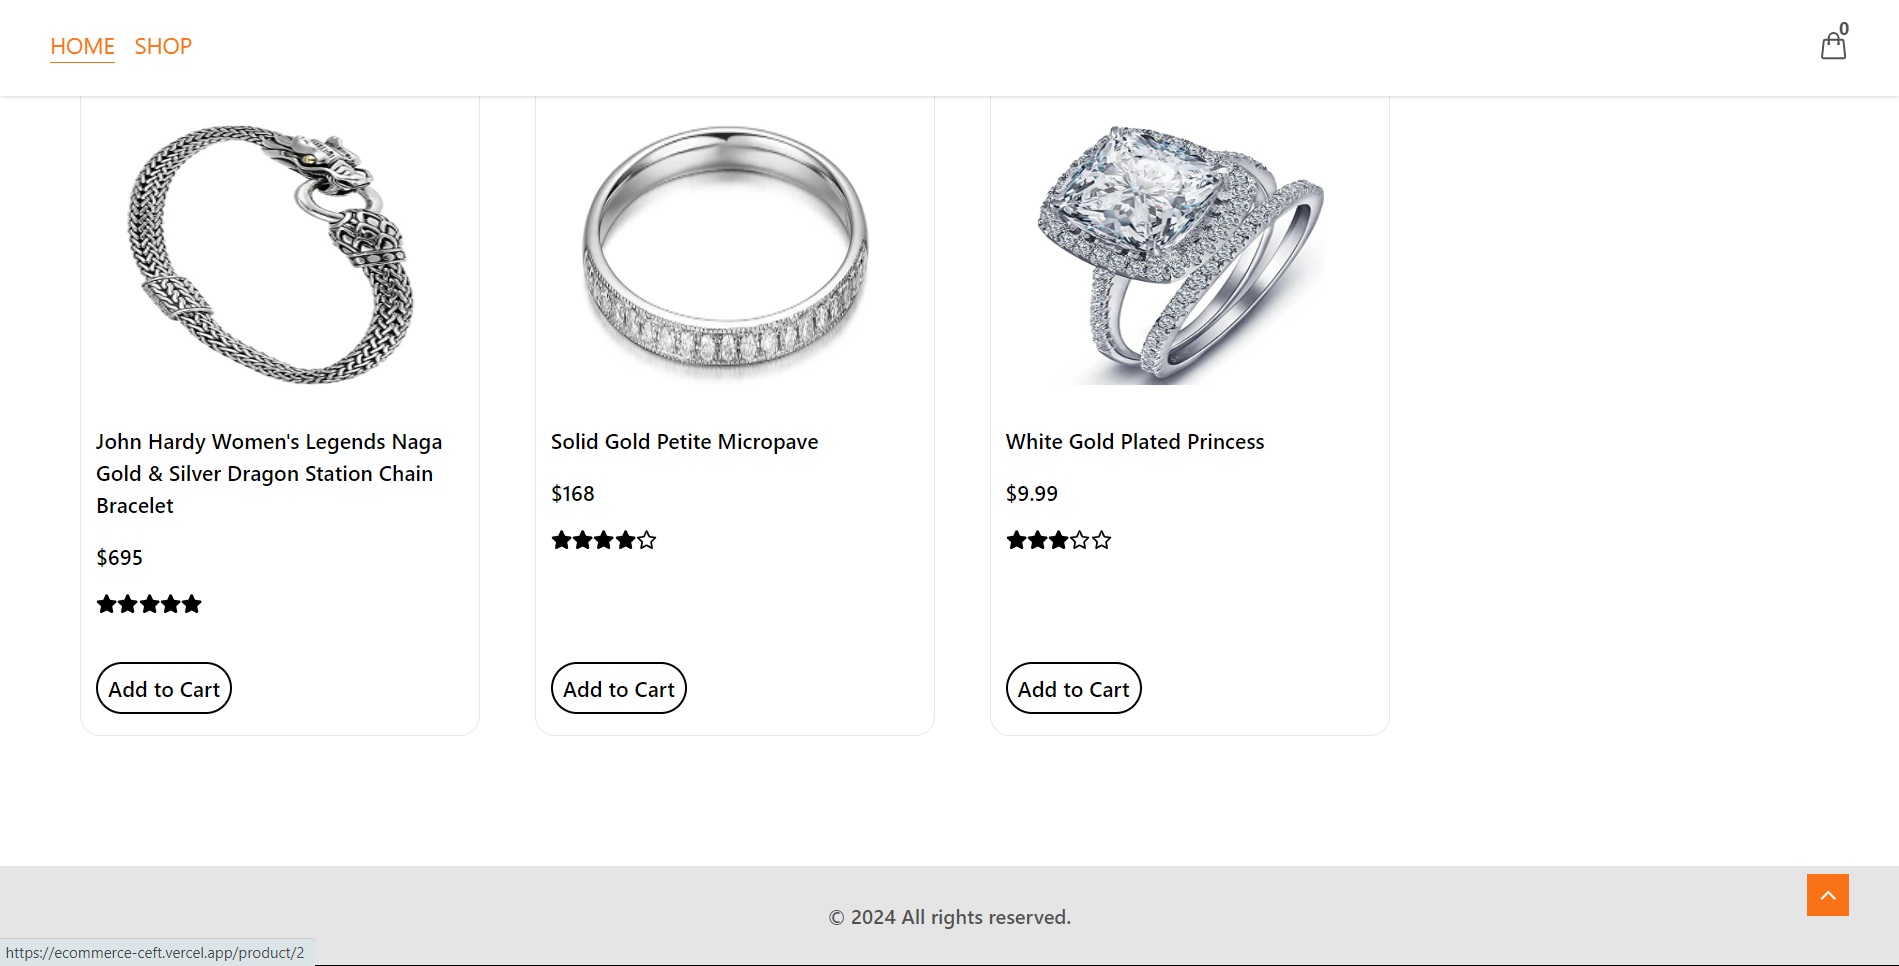 HOME SHOP
0
John Hardy Women's Legends Naga
Gold & Silver Dragon Station Chain
Bracelet
$695
Add to Cart
Solid Gold Petite Micropave
$168
Add to Cart
White Gold Plated Princess
$9.99
Add to Cart
© 2024 All rights reserved.
https://ecommerce-ceft.vercel.app/product/2